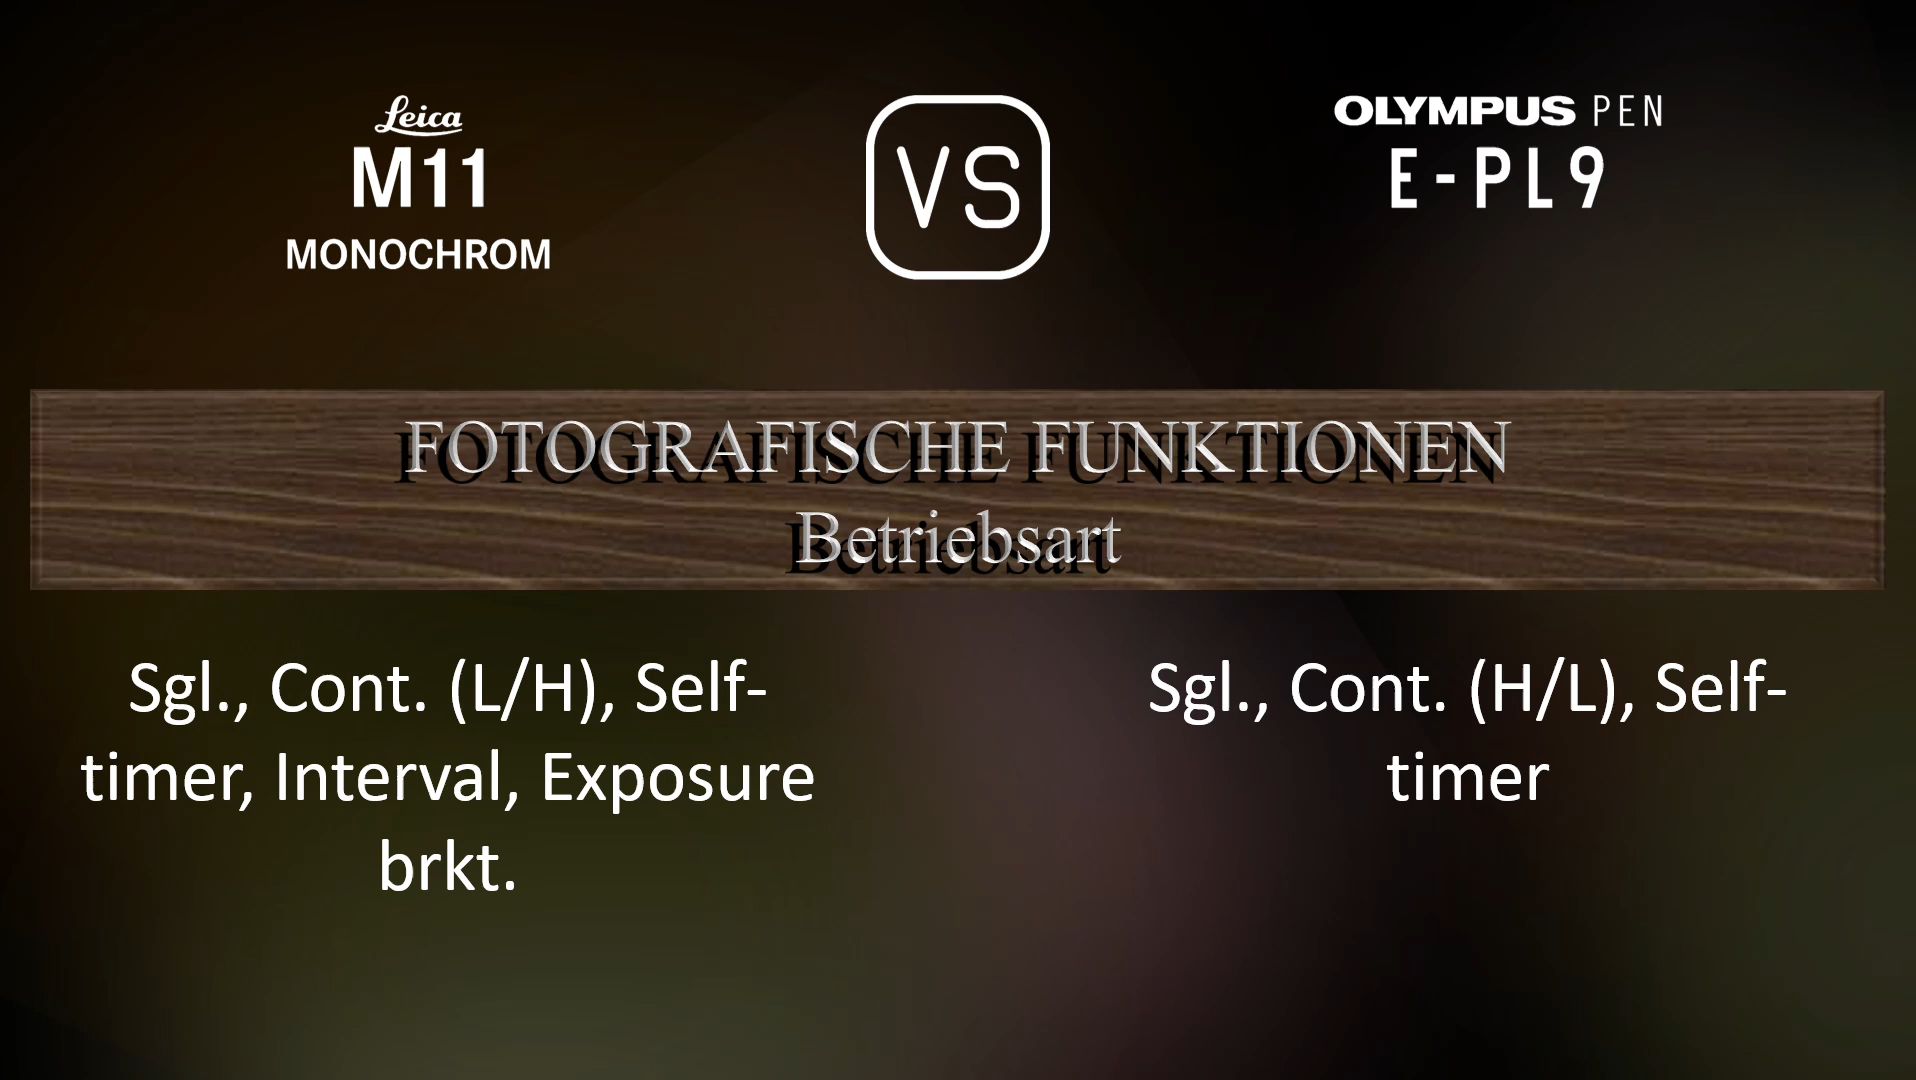 Leica
M11
MONOCHROM
VS
OLYMPUS PEN
E-PL9
FOTOGRAFISCHE FUNKTIONEN
Betriebsart
Sgl., Cont. (L/H), Self-
timer, Interval, Exposure
brkt.
Sgl., Cont. (H/L), Self-
timer